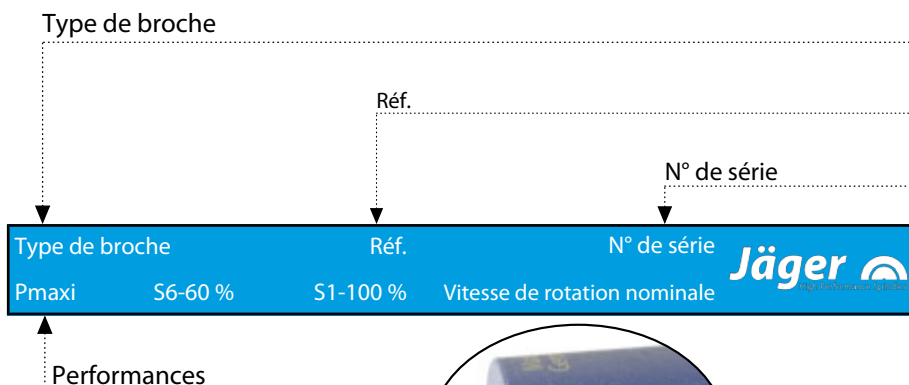 Type de broche
Réf.
N° de série
Type de broche Réf. N° de série
Jäger
Pmaxi S6-60 % S1-100 % Vitesse de rotation nominale
Performances